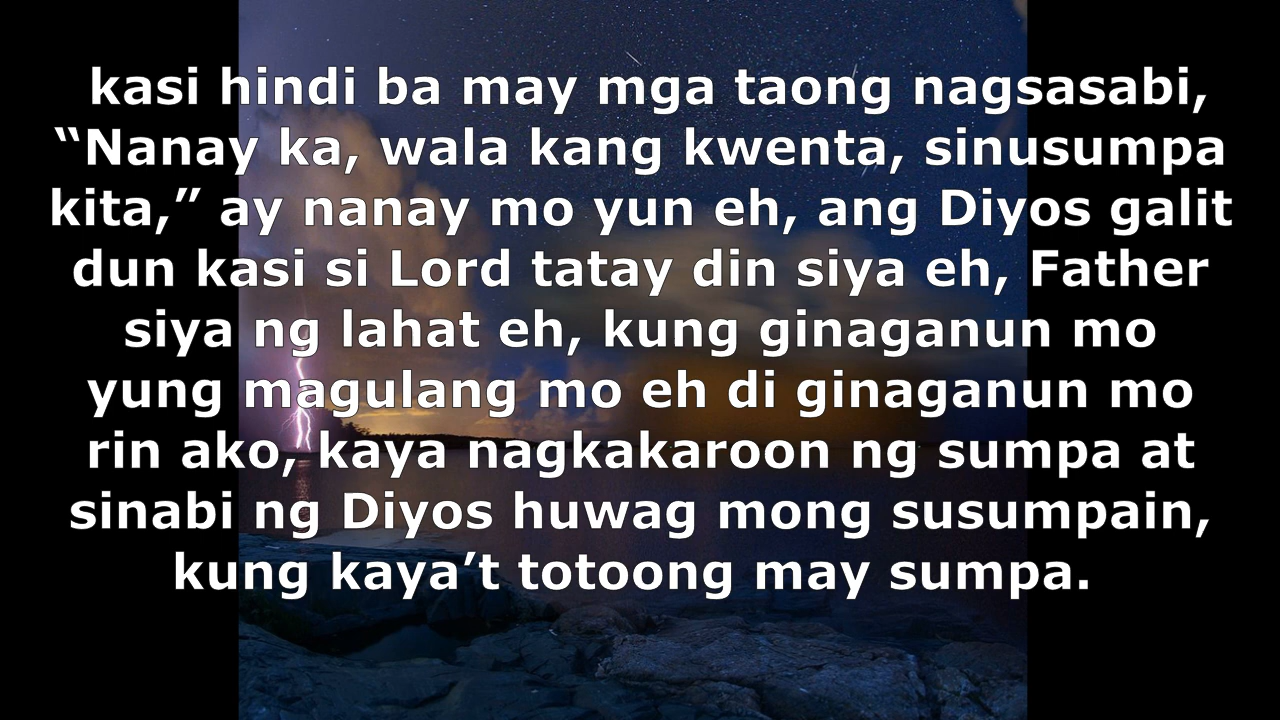 kasi hindi ba may mga taong nagsasabi,
“Nanay ka, wala kang kwenta, sinusumpa
kita,” ay nanay mo yun eh, ang Diyos galit
dun kasi si Lord tatay din siya eh, Father
siya ng lahat eh, kung ginaganun mo
yung magulang mo eh di ginaganun mo
rin ako, kaya nagkakaroon ng sumpa at
sinabi ng Diyos huwag mong susumpain,
kung kaya’t totoong may sumpa.